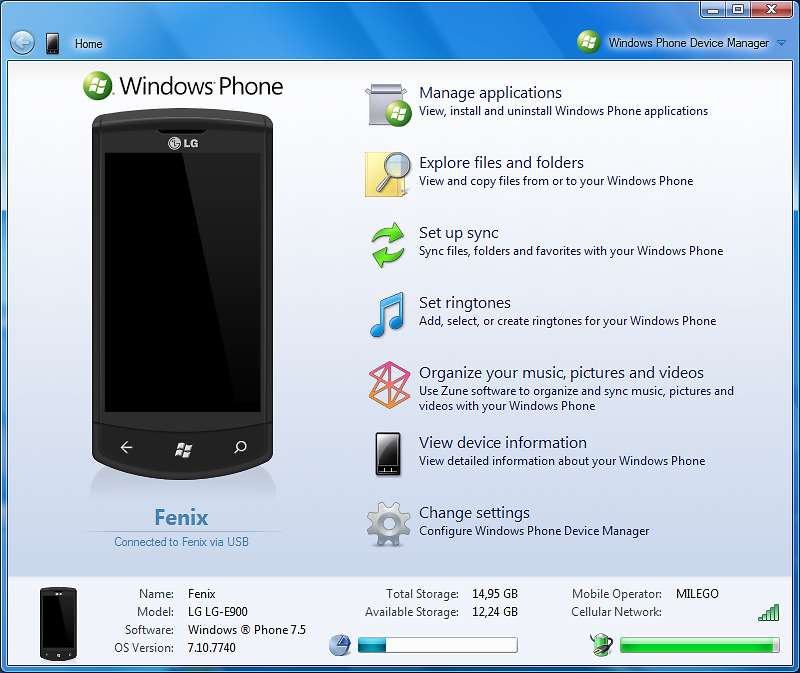 Home
Windows Phone Device Manager
Windows Phone
LG
Fenix
Connected to Fenix via USB
Manage applications
View, install and uninstall Windows Phone applications
Explore files and folders
View and copy files from or to your Windows Phone
Set up sync
Sync files, folders and favorites with your Windows Phone
Set ringtones
Add, select, or create ringtones for your Windows Phone
Organize your music, pictures and videos
Use Zune software to organize and sync music, pictures and
videos with your Windows Phone
View device information
View detailed information about your Windows Phone
Change settings
Configure Windows Phone Device Manager
Name: Fenix
Model: LG LG-E900
Software: Windows ® Phone 7.5
OS Version: 7.10.7740
Total Storage: 14,95 GB
Available Storage: 12,24 GB
Mobile Operator: MILEGO
Cellular Network: